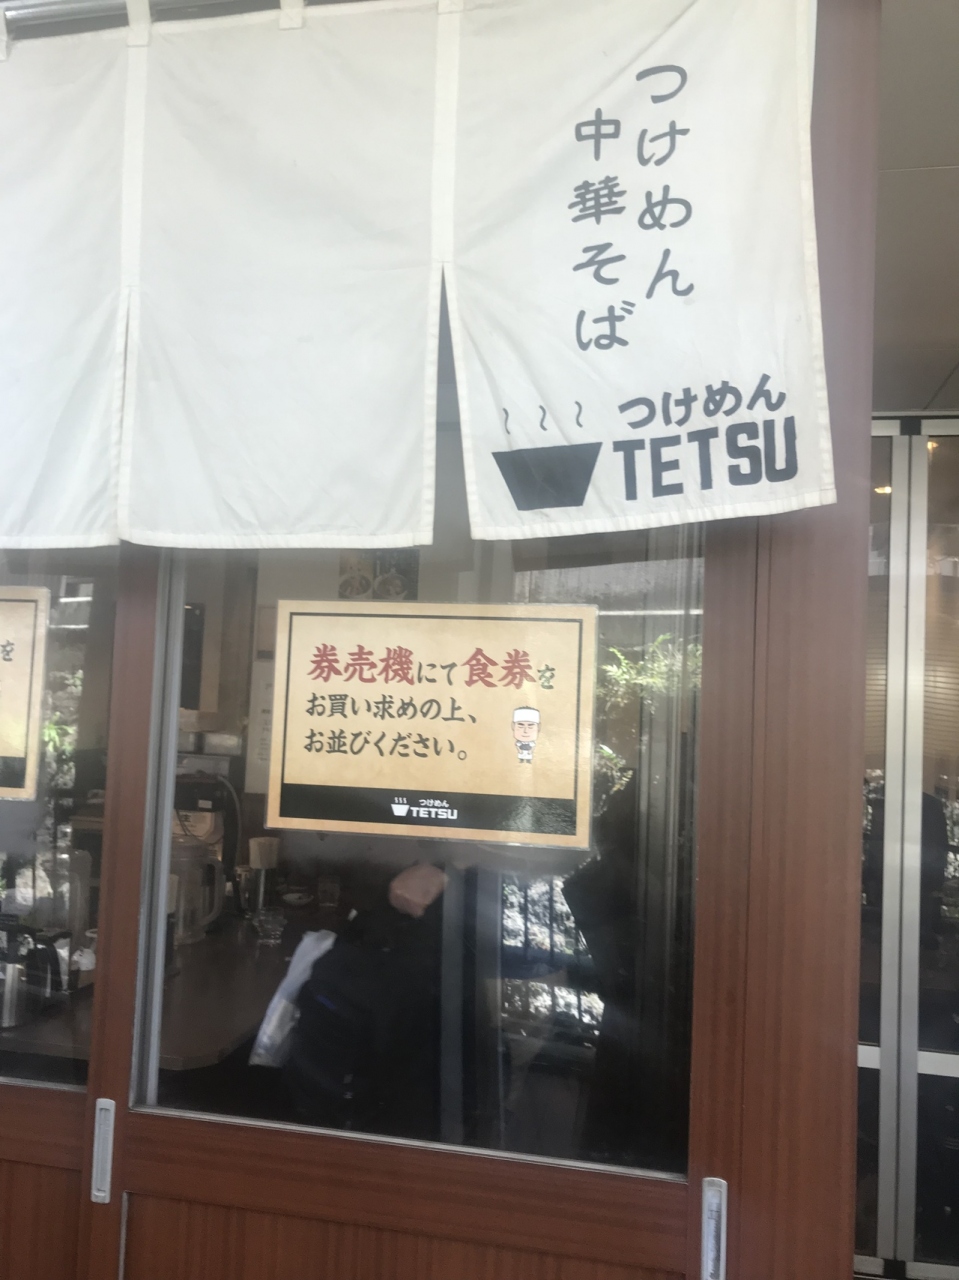 つけめん
中華そば
つけめん
TETSU
券売機にて食券を
お買い求めの上、
お並びください。
つけめん
TETSU
を